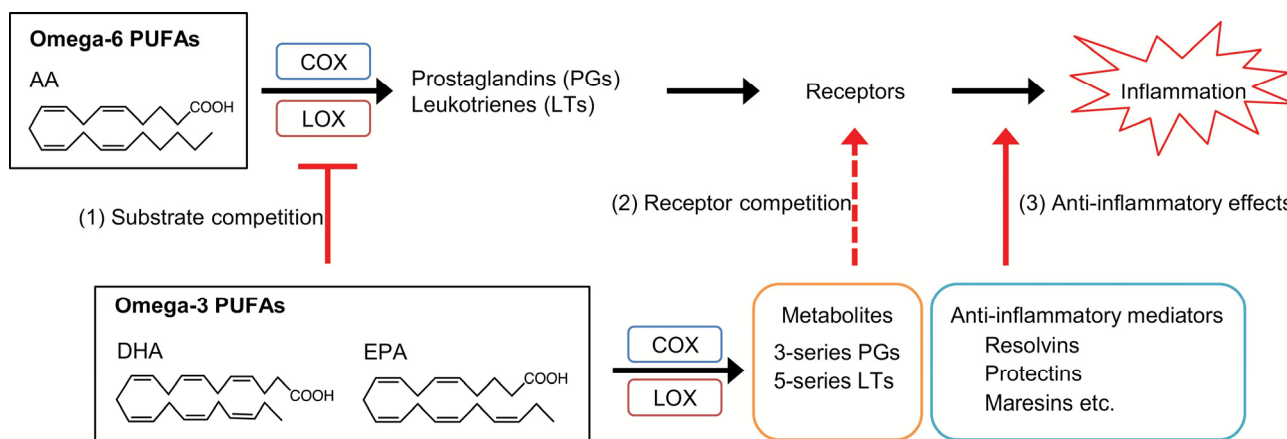 Omega-6 PUFAs
AA
COOH
COX
LOX
Prostaglandins (PGs)
Leukotrienes (LTs)
Receptors
Inflammation
(1) Substrate competition
(2) Receptor competition
(3) Anti-inflammatory effects
Omega-3 PUFAs
DHA
COOH
EPA
COOH
COX
LOX
Metabolites
3-series PGs
5-series LTs
Anti-inflammatory mediators
Resolvins
Protectins
Maresins etc.